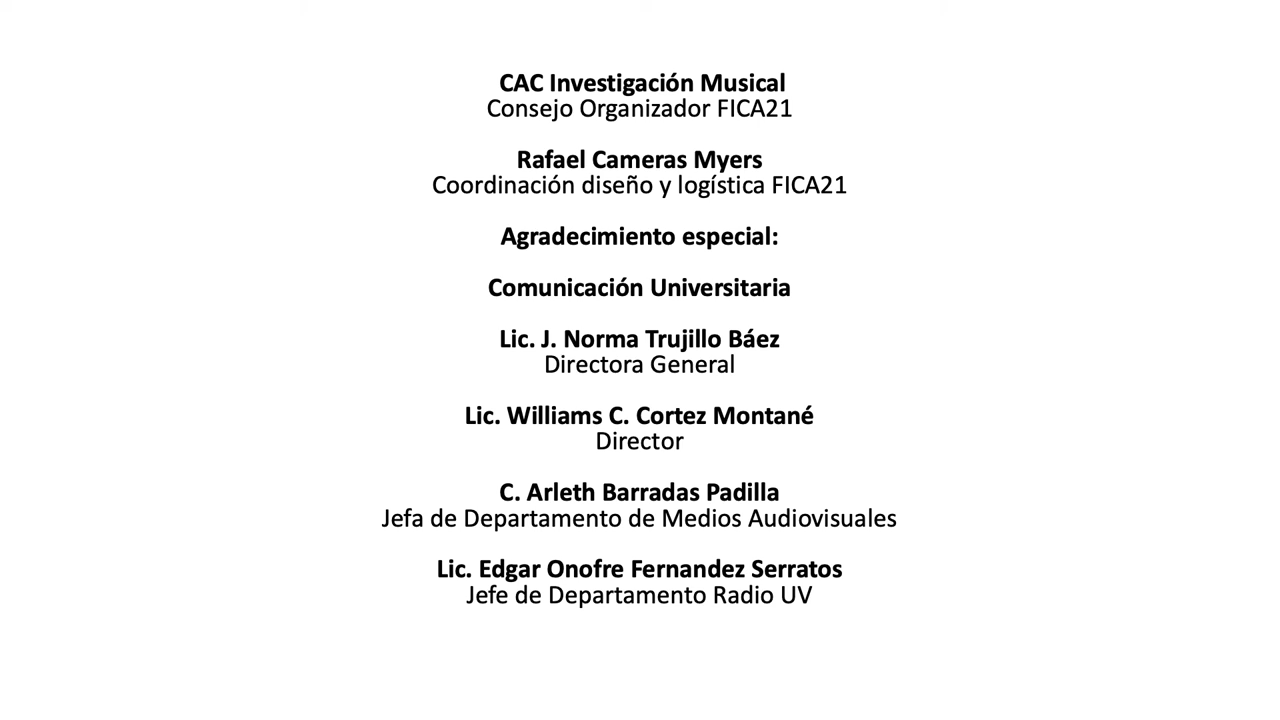 CAC Investigación Musical
Consejo Organizador FICA21
Rafael Cameras Myers
Coordinación diseño y logística FICA21
Agradecimiento especial:
Comunicación Universitaria
Lic. J. Norma Trujillo Báez
Directora General
Lic. Williams C. Cortez Montané
Director
C. Arleth Barradas Padilla
Jefa de Departamento de Medios Audiovisuales
Lic. Edgar Onofre Fernandez Serratos
Jefe de Departamento Radio UV